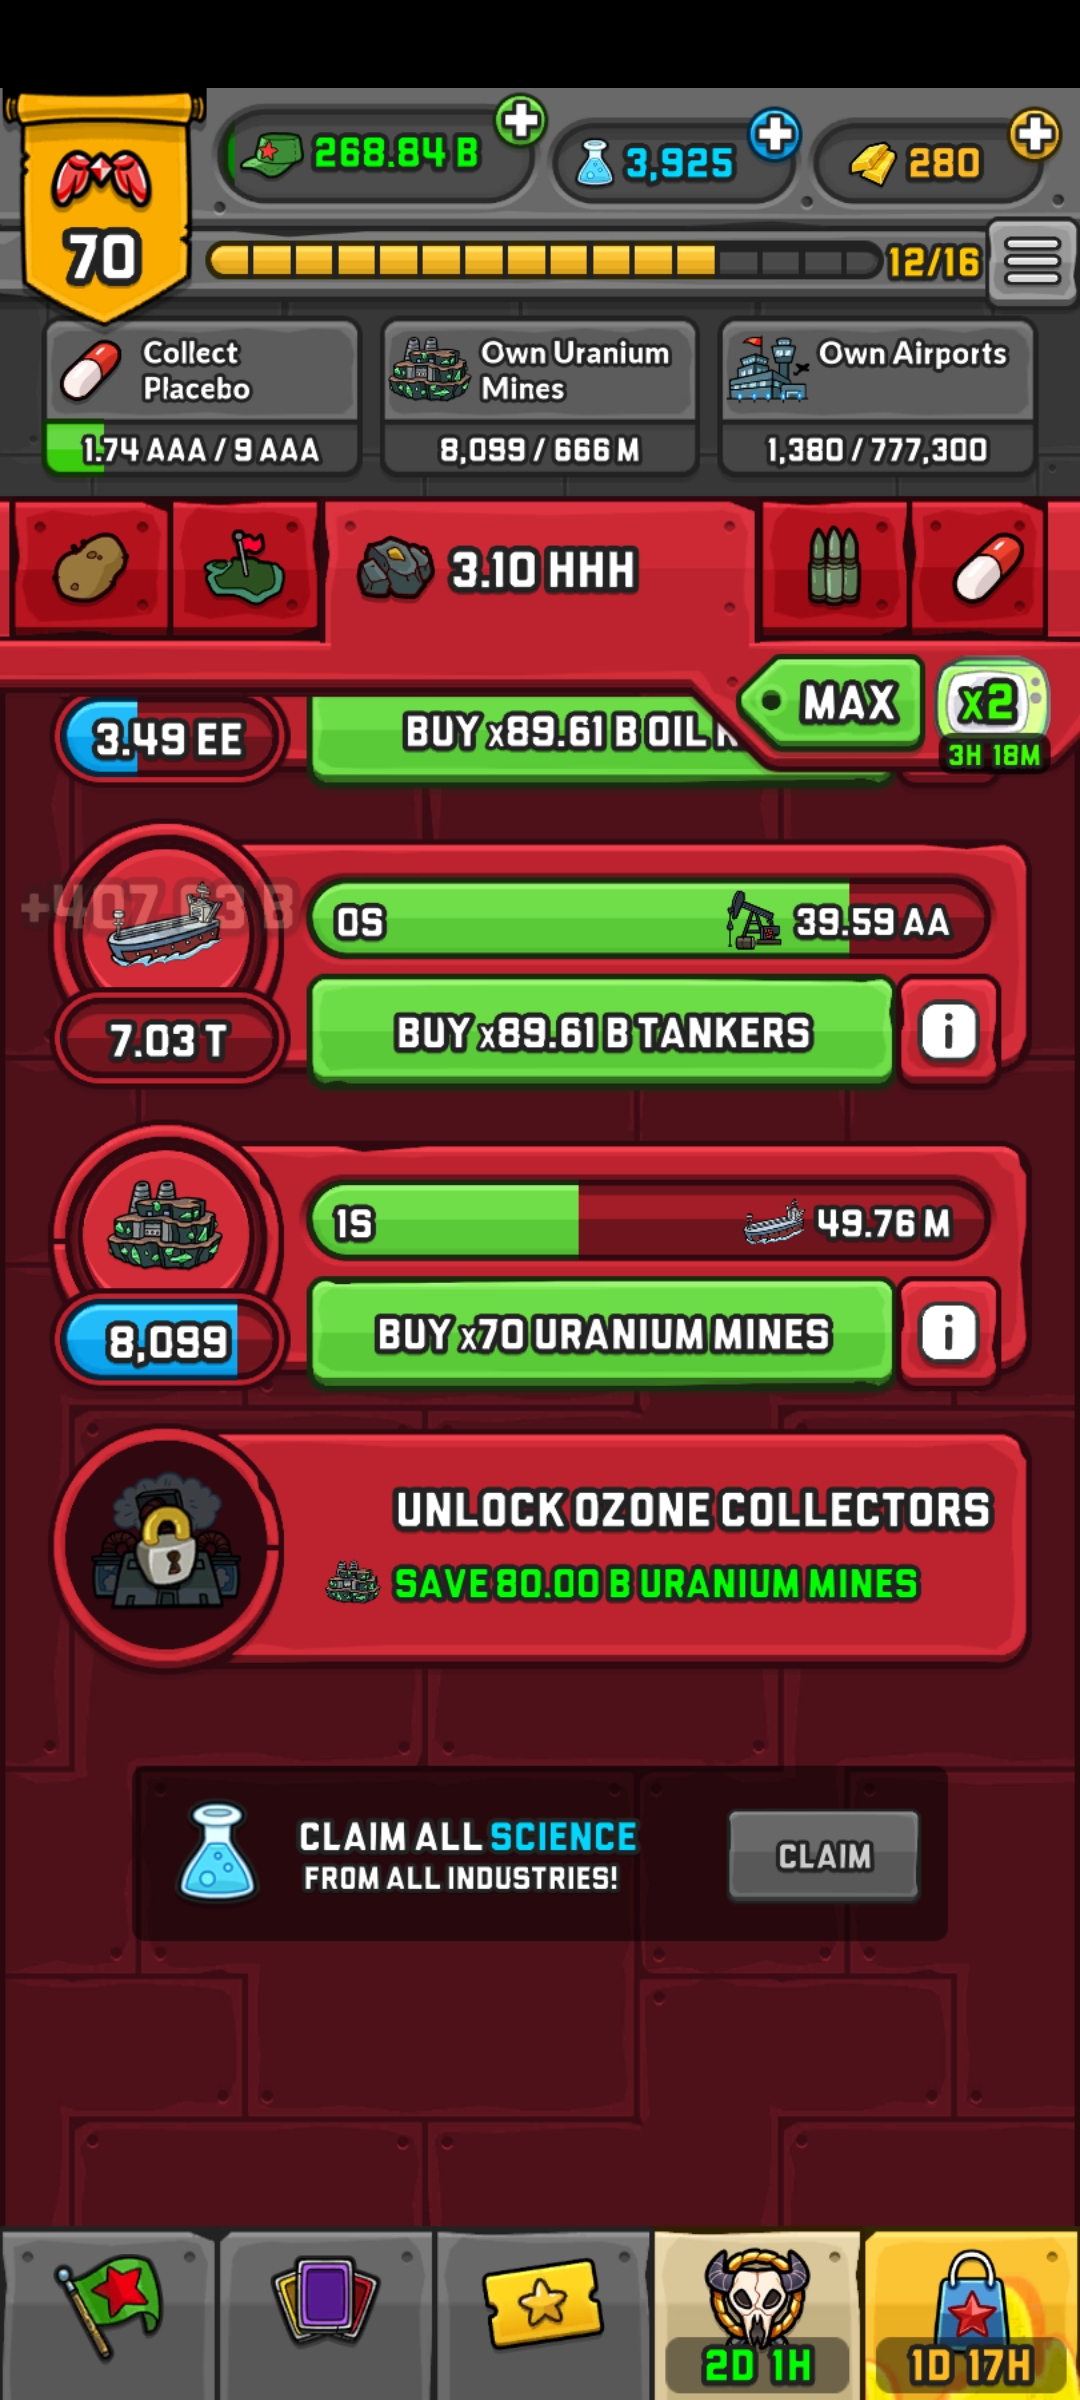 268.84 B
3,925
280
70
12/16
Collect
Placebo
1.74 AAA / 9 AAA
Own Uranium
Mines
8,099 / 666 M
Own Airports
1,380 / 777,300
3.10 HHH
MAX
x2
3H 18M
3.49 EE
BUY x89.61 B OIL
0S
39.59 AA
7.03 T
BUY x89.61 B TANKERS
i
1S
49.76 M
8,099
BUY x70 URANIUM MINES
i
UNLOCK OZONE COLLECTORS
SAVE 80.00 B URANIUM MINES
CLAIM ALL SCIENCE
FROM ALL INDUSTRIES!
CLAIM
2D 1H
1D 17H